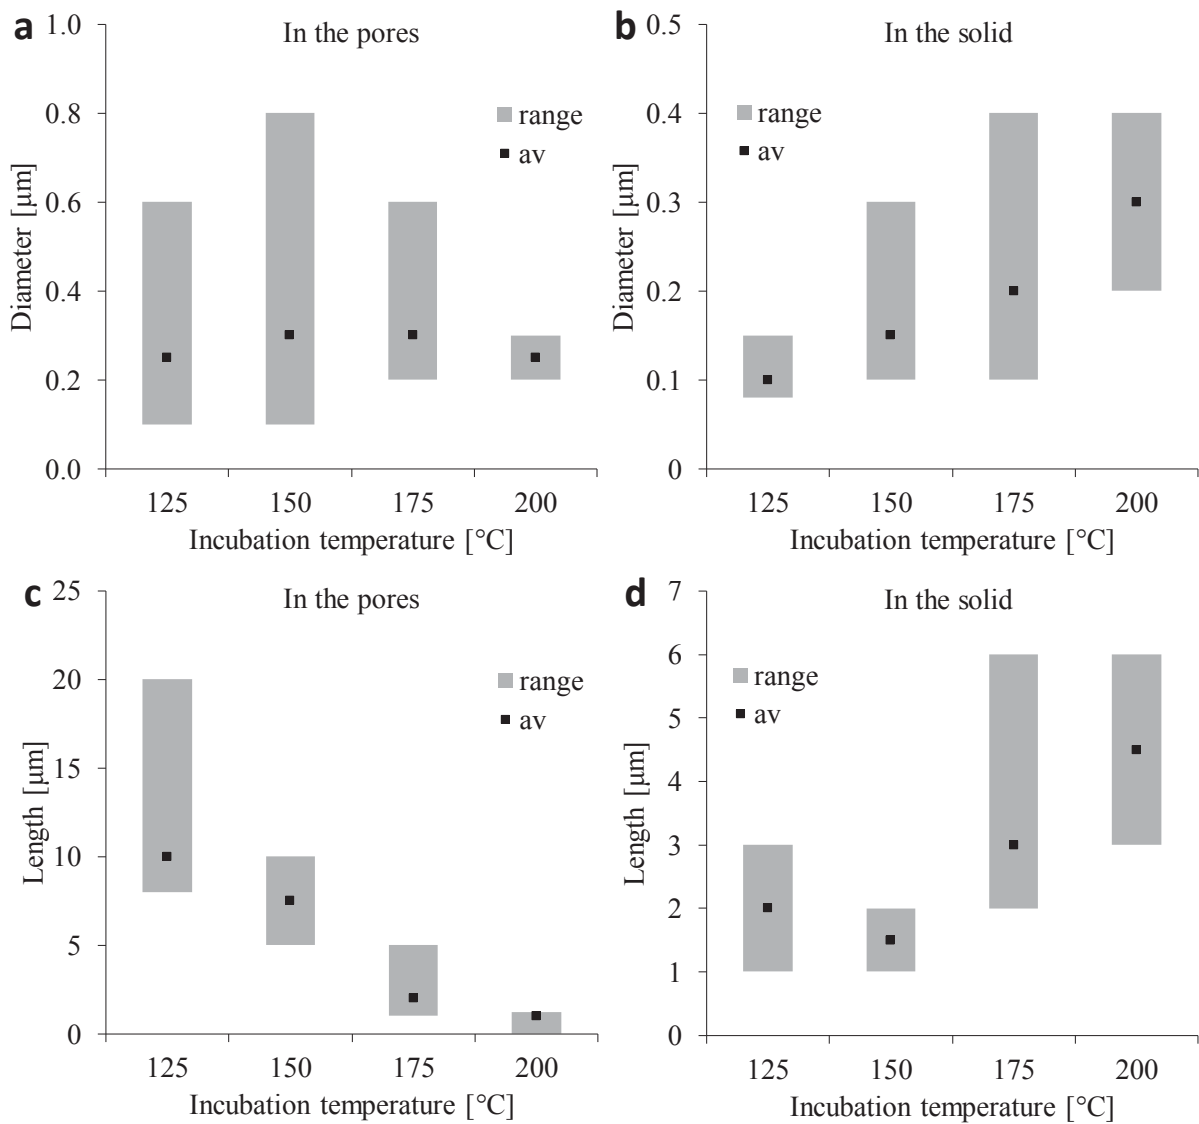 a
In the pores
1.0
0.8
0.6
0.4
0.2
0.0
Diameter [µm]
range
av
125 150 175 200
Incubation temperature [°C]
b
In the solid
0.5
0.4
0.3
0.2
0.1
0
Diameter [µm]
range
av
125 150 175 200
Incubation temperature [°C]
c
In the pores
25
20
15
10
5
0
Length [µm]
range
av
125 150 175 200
Incubation temperature [°C]
d
In the solid
7
6
5
4
3
2
1
0
Length [µm]
range
av
125 150 175 200
Incubation temperature [°C]